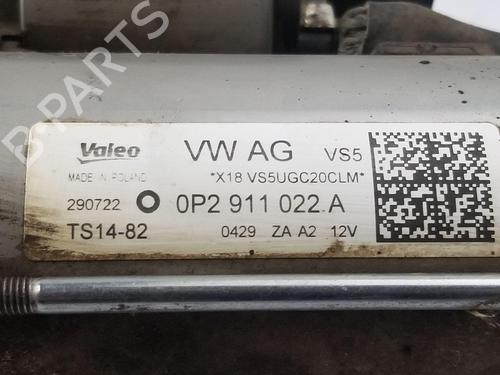 Valeo
MADE IN POLAND
VW AG
VS5
*X18 VS5UGC20CLM*
290722
0P2 911 022 A
TS14-82
0429 ZA A2 12V
B-PARTS